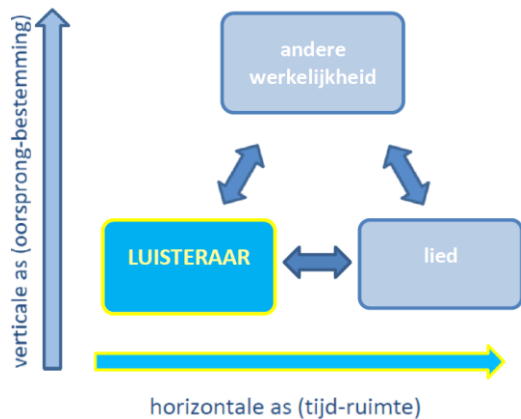 andere
werkelijkheid
verticale as (oorsprong-bestemming)
LUISTERAAR
lied
horizontale as (tijd-ruimte)